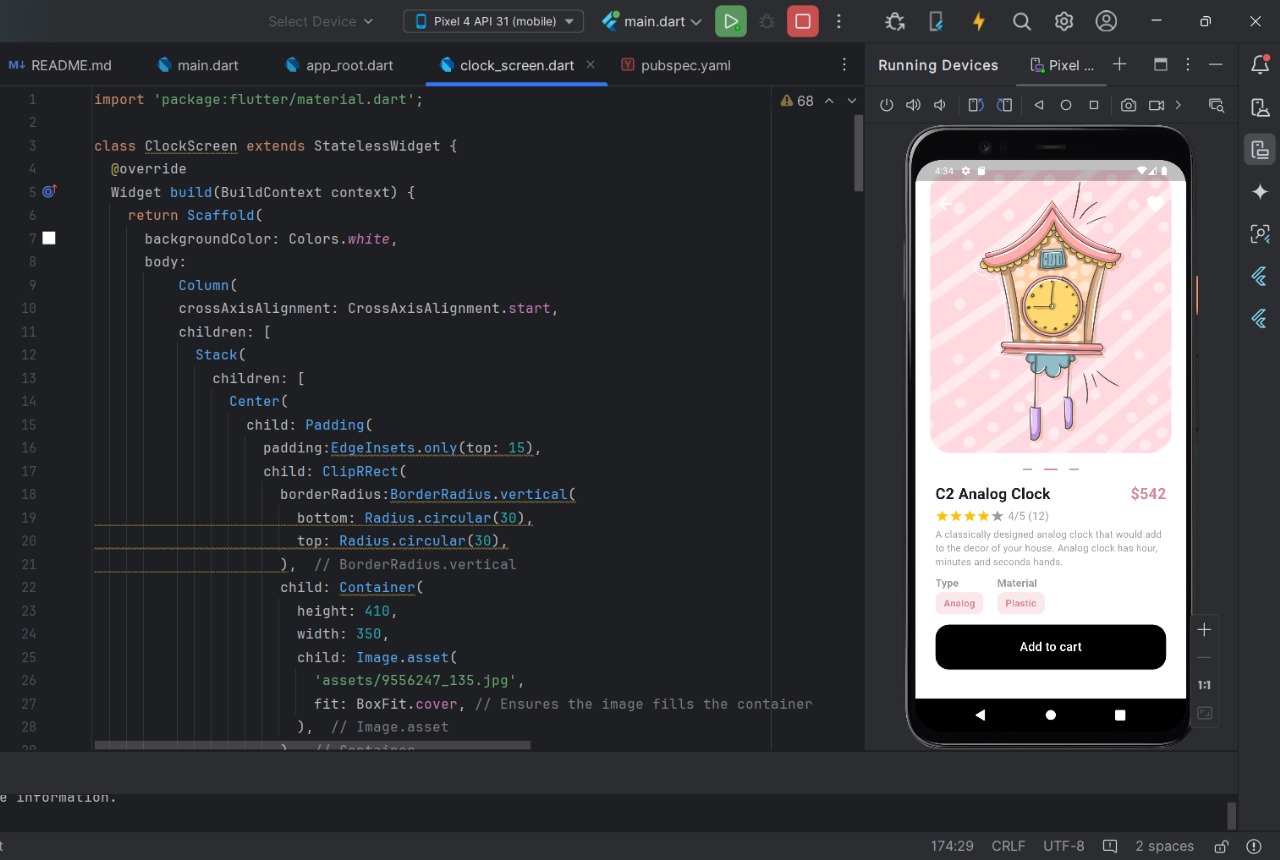 Select Device
Pixel 4 API 31 (mobile)
main.dart
M↓ README.md
main.dart
app_root.dart
clock_screen.dart
pubspec.yaml
Running Devices
Pixel ...
68
1 import 'package:flutter/material.dart';
2
3 class ClockScreen extends StatelessWidget {
4 @override
5 Widget build(BuildContext context) {
6 return Scaffold(
7 backgroundColor: Colors.white,
8 body:
9 Column(
10 crossAxisAlignment: CrossAxisAlignment.start,
11 children: [
12 Stack(
13 children: [
14 Center(
15 child: Padding(
16 padding:EdgeInsets.only(top: 15),
17 child: ClipRRect(
18 borderRadius:BorderRadius.vertical(
19 bottom: Radius.circular(30),
20 top: Radius.circular(30),
21 ), // BorderRadius.vertical
22 child: Container(
23 height: 410,
24 width: 350,
25 child: Image.asset(
26 'assets/9556247_135.jpg',
27 fit: BoxFit.cover, // Ensures the image fills the container
28 ), // Image.asset
29 ), // Container
4:34
C2 Analog Clock
$542
4/5 (12)
A classically designed analog clock that would add
to the decor of your house. Analog clock has hour,
minutes and seconds hands.
Type
Material
Analog
Plastic
Add to cart
1:1
e information.
t
174:29
CRLF
UTF-8
2 spaces